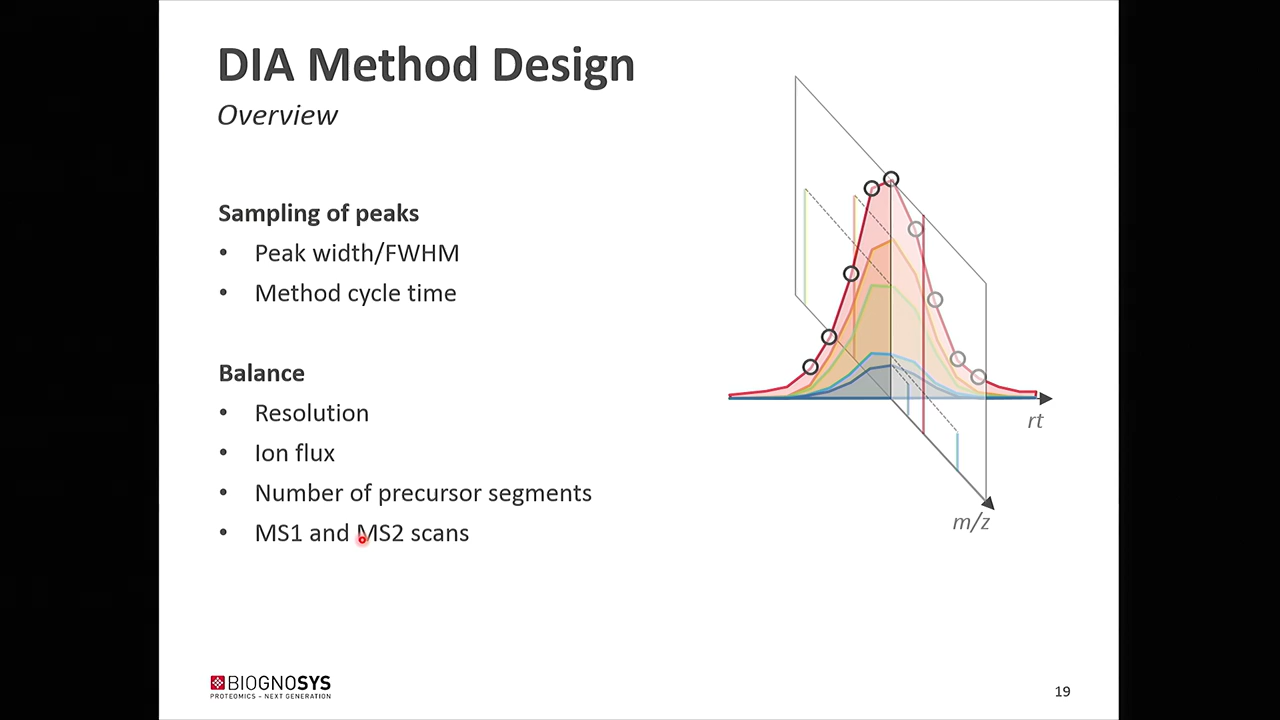 DIA Method Design
Overview
Sampling of peaks
• Peak width/FWHM
• Method cycle time
Balance
• Resolution
• Ion flux
• Number of precursor segments
• MS1 and MS2 scans
rt
m/z
BIOGNOSYS
PROTEOMICS – NEXT GENERATION
19